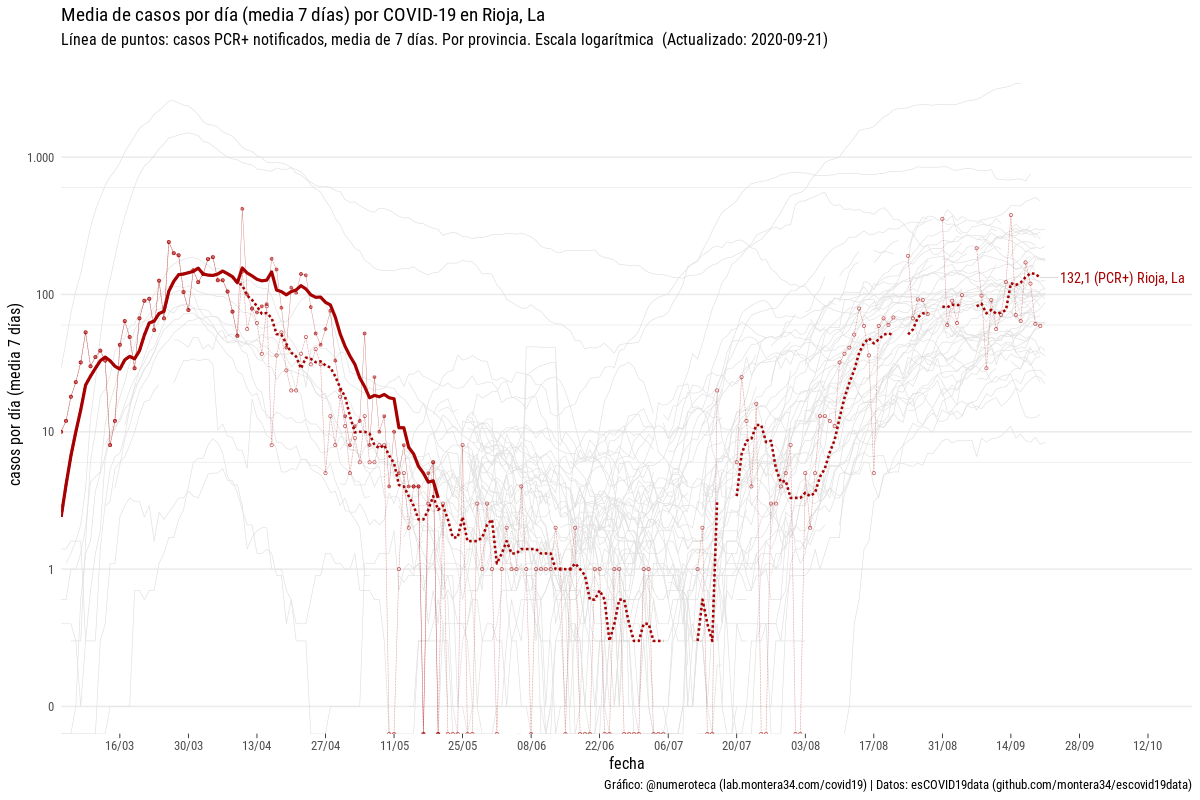 Media de casos por día (media 7 días) por COVID-19 en Rioja, La
Línea de puntos: casos PCR+ notificados, media de 7 días. Por provincia. Escala logarítmica  (Actualizado: 2020-09-21)
casos por día (media 7 días)
1.000
100
10
1
0
132,1 (PCR+) Rioja, La
16/03 30/03 13/04 27/04 11/05 25/05 08/06 22/06 06/07 20/07 03/08 17/08 31/08 14/09 28/09 12/10
fecha
Gráfico: @numeroteca (lab.montera34.com/covid19) | Datos: esCOVID19data (github.com/montera34/escovid19data)